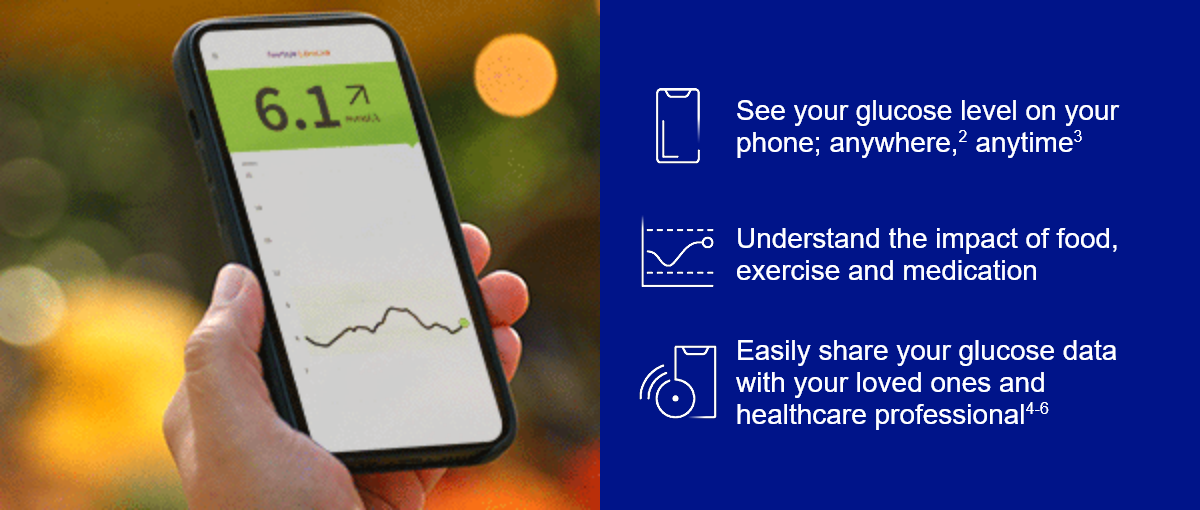 6.1
mmol/L
See your glucose level on your
phone; anywhere,² anytime³
Understand the impact of food,
exercise and medication
Easily share your glucose data
with your loved ones and
healthcare professional⁴⁻⁶